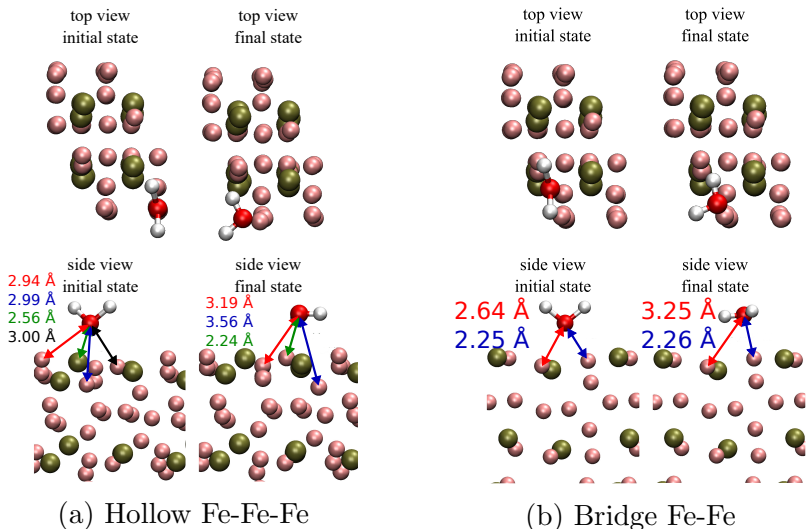 top view
initial state
top view
final state
side view
initial state
2.94 Å
2.99 Å
2.56 Å
3.00 Å
side view
final state
3.19 Å
3.56 Å
2.24 Å
(a) Hollow Fe-Fe-Fe
top view
initial state
top view
final state
side view
initial state
2.64 Å
2.25 Å
side view
final state
3.25 Å
2.26 Å
(b) Bridge Fe-Fe